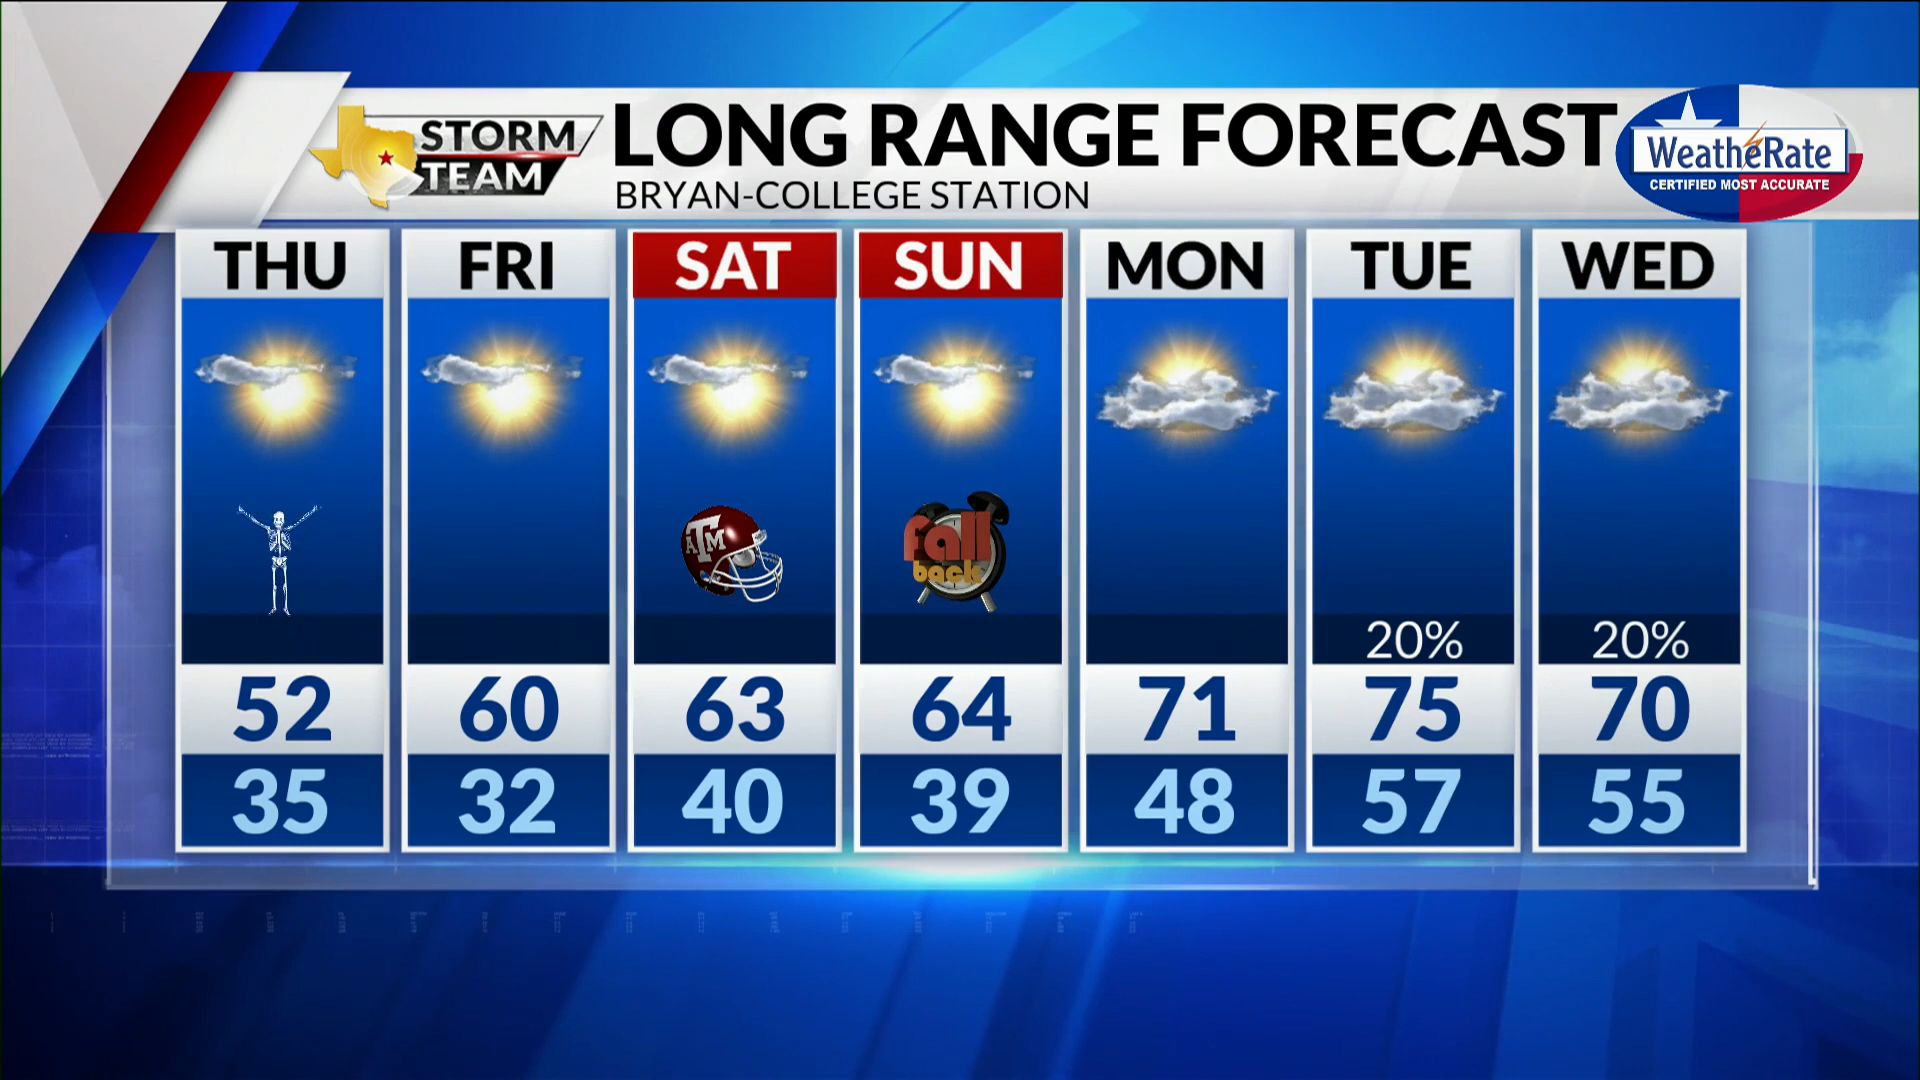 STORM
TEAM
LONG RANGE FORECAST
BRYAN-COLLEGE STATION
WeatheRate
CERTIFIED MOST ACCURATE
THU FRI SAT SUN MON TUE WED
ATM
fall
back
20% 20%
52 60 63 64 71 75 70
35 32 40 39 48 57 55